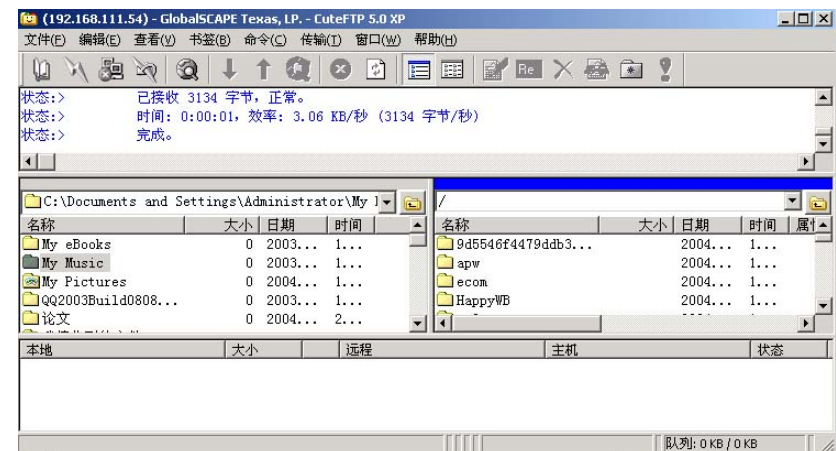 (192.168.111.54) - GlobalSCAPE Texas, LP. - CuteFTP 5.0 XP
文件(F) 编辑(E) 查看(V) 书签(B) 命令(C) 传输(T) 窗口(W) 帮助(H)
Re
状态:> 已接收 3134 字节，正常。
状态:> 时间: 0:00:01，效率: 3.06 KB/秒 (3134 字节/秒)
状态:> 完成。
C:\Documents and Settings\Administrator\My
名称 大小 日期 时间
My eBooks 0 2003... 1...
My Music 0 2003... 1...
My Pictures 0 2004... 1...
QQ2003Build0808... 0 2003... 1...
论文 0 2004... 2...
/
名称 大小 日期 时间
9d5546f4479ddb3... 2004... 1...
apw 2004... 1...
ecom 2004... 1...
HappyWB 2004... 1...
本地 大小 远程 主机 状态
队列: 0 KB / 0 KB